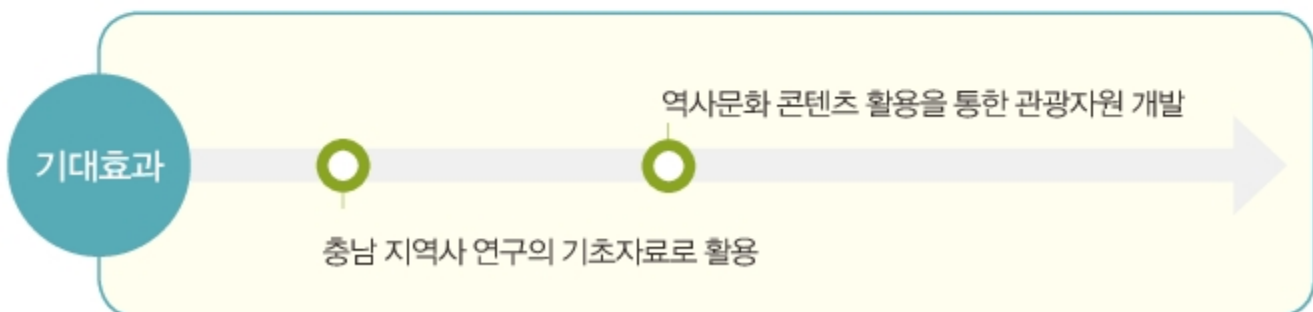 기대효과
역사문화 콘텐츠 활용을 통한 관광자원 개발
충남 지역사 연구의 기초자료로 활용